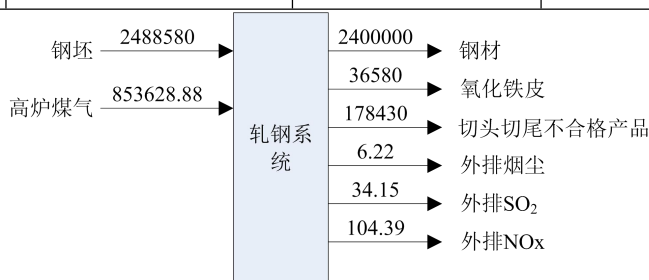 钢坯 2488580
高炉煤气 853628.88
轧钢系
统
2400000 钢材
36580 氧化铁皮
178430 切头切尾不合格产品
6.22 外排烟尘
34.15 外排SO₂
104.39 外排NOx